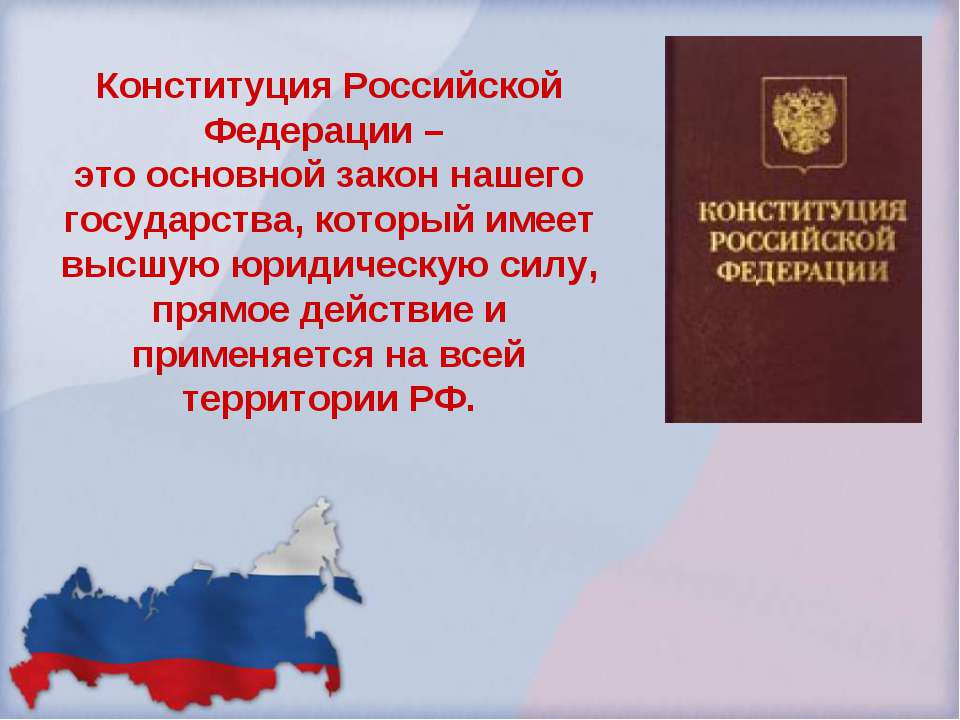 Конституция Российской
Федерации –
это основной закон нашего
государства, который имеет
высшую юридическую силу,
прямое действие и
применяется на всей
территории РФ.
КОНСТИТУЦИЯ
РОССИЙСКОЙ
ФЕДЕРАЦИИ